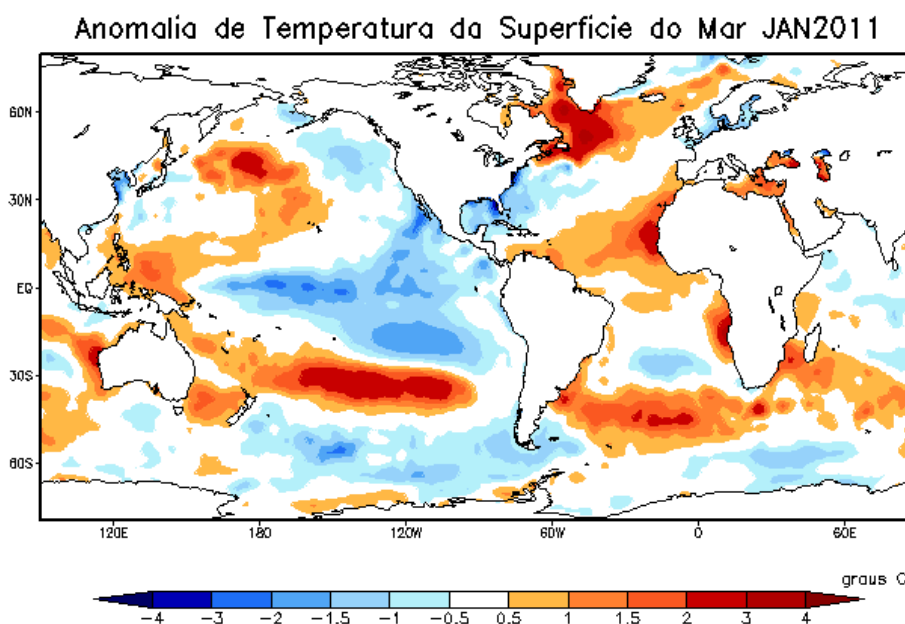 Anomalia de Temperatura da Superficie do Mar JAN2011
60N
30N
EQ
30S
60S
120E 180 120W 60W 0 60E
graus C
-4 -3 -2 -1.5 -1 -0.5 0.5 1 1.5 2 3 4